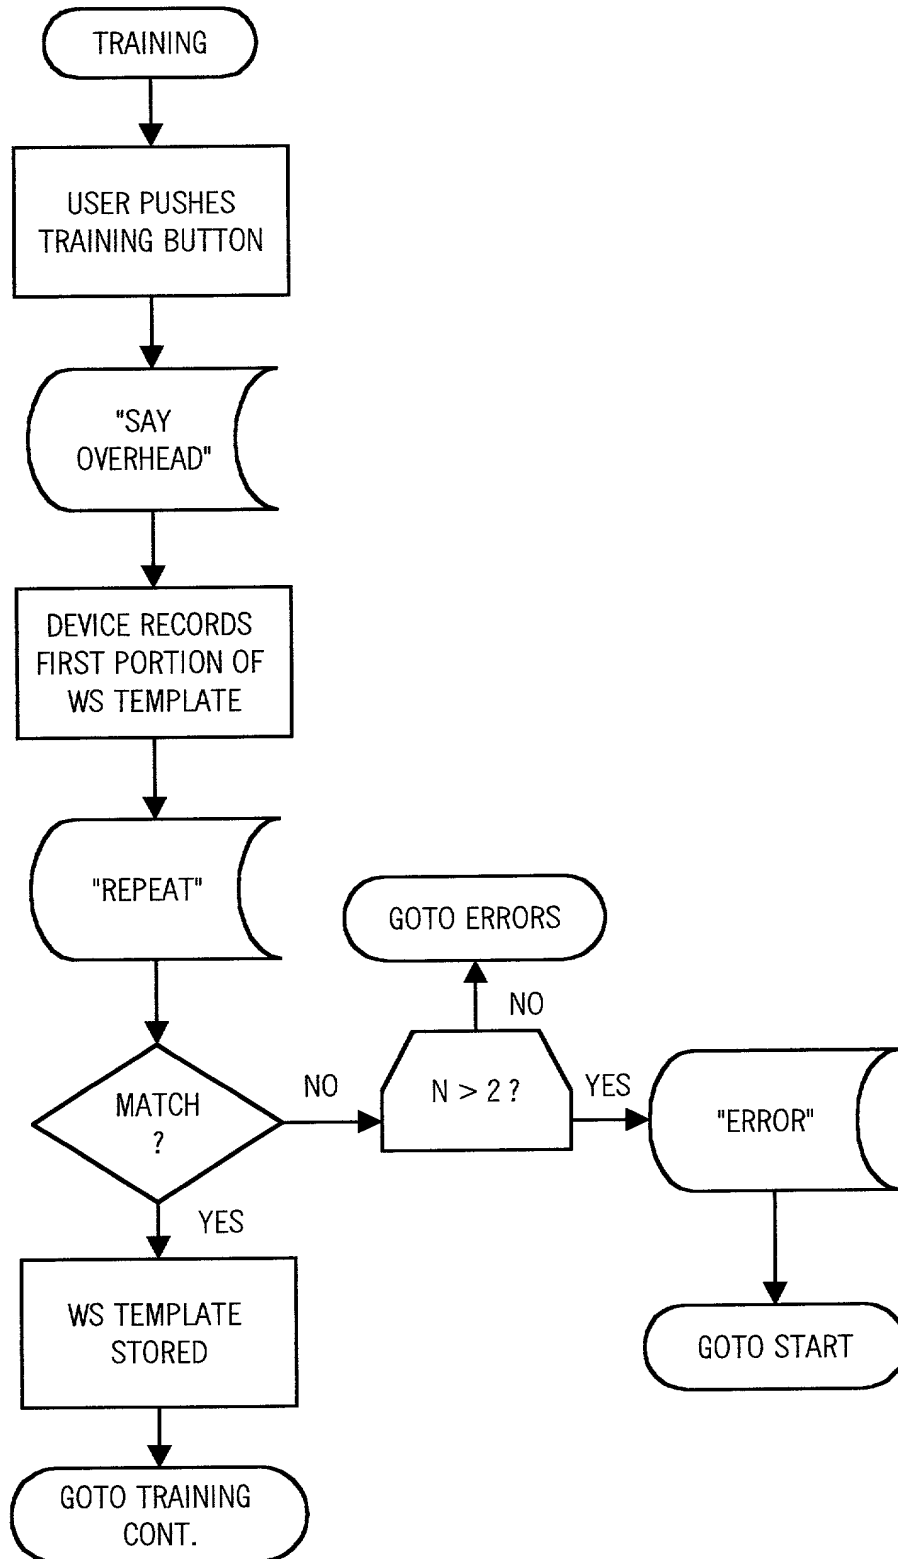 TRAINING
USER PUSHES
TRAINING BUTTON
"SAY
OVERHEAD"
DEVICE RECORDS
FIRST PORTION OF
WS TEMPLATE
"REPEAT"
GOTO ERRORS
NO
MATCH
?
NO
N > 2 ?
YES
"ERROR"
YES
WS TEMPLATE
STORED
GOTO START
GOTO TRAINING
CONT.